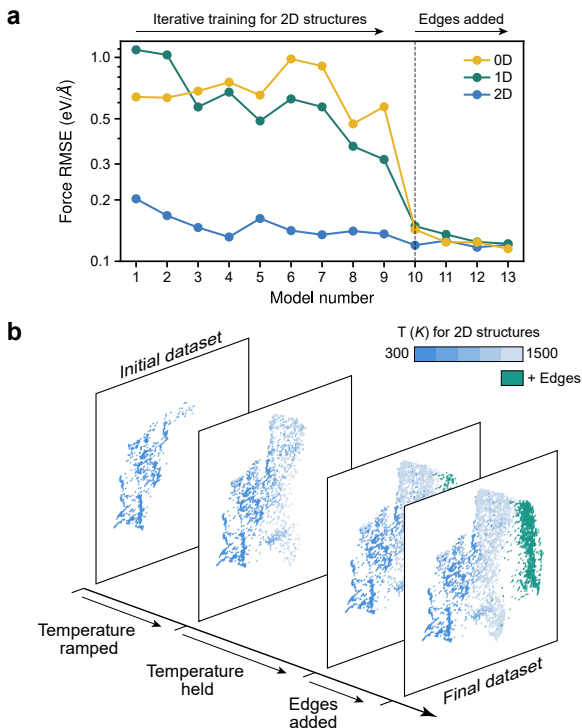 a
Iterative training for 2D structures
Edges added
Force RMSE (eV/Å)
1.0
0.5
0.3
0.2
0.1
0D
1D
2D
1 2 3 4 5 6 7 8 9 10 11 12 13
Model number
b
T (K) for 2D structures
300 1500
+ Edges
Initial dataset
Temperature
ramped
Temperature
held
Edges
added
Final dataset